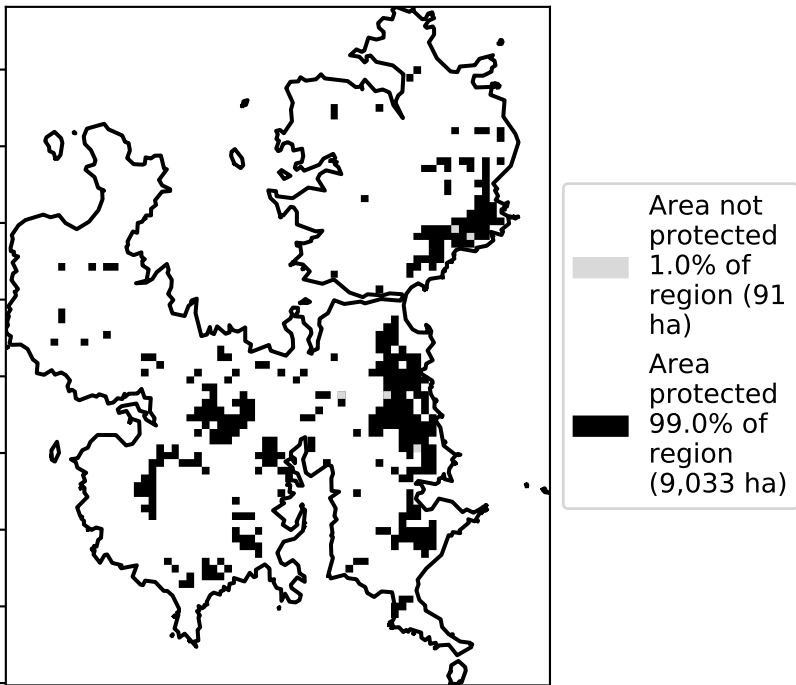 Area not
protected
1.0% of
region (91
ha)
Area
protected
99.0% of
region
(9,033 ha)